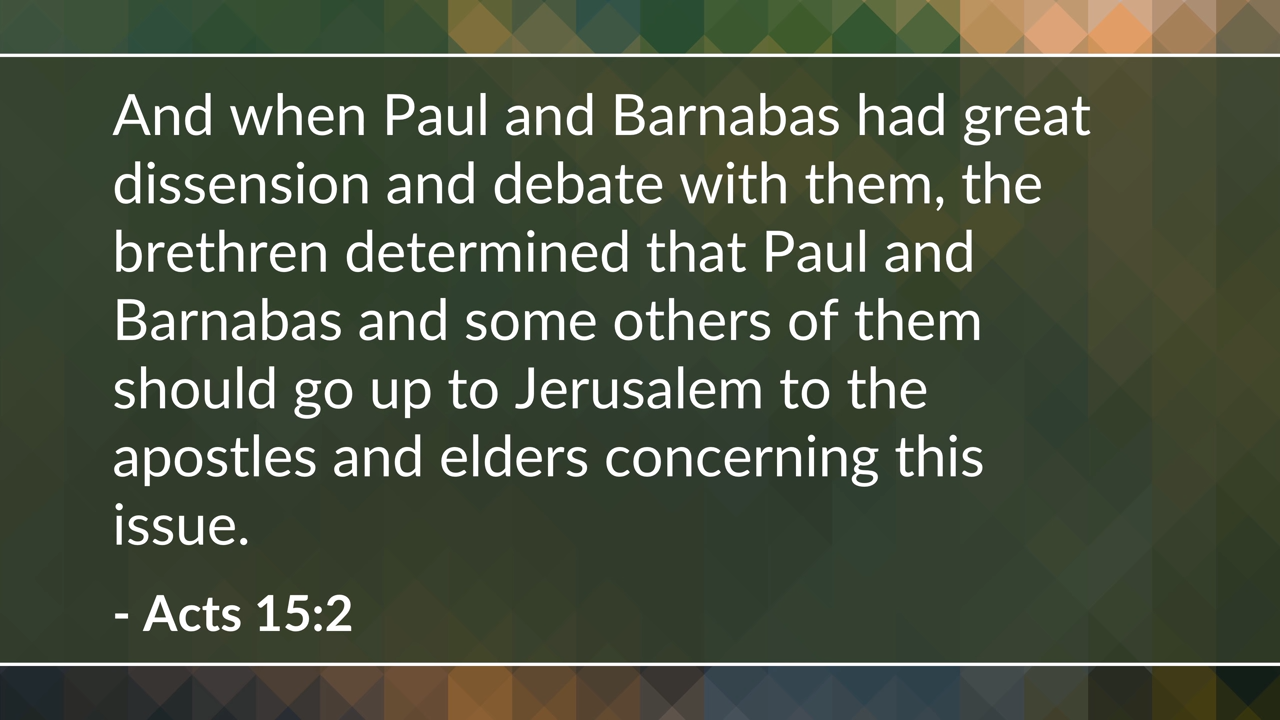 And when Paul and Barnabas had great
dissension and debate with them, the
brethren determined that Paul and
Barnabas and some others of them
should go up to Jerusalem to the
apostles and elders concerning this
issue.
- Acts 15:2